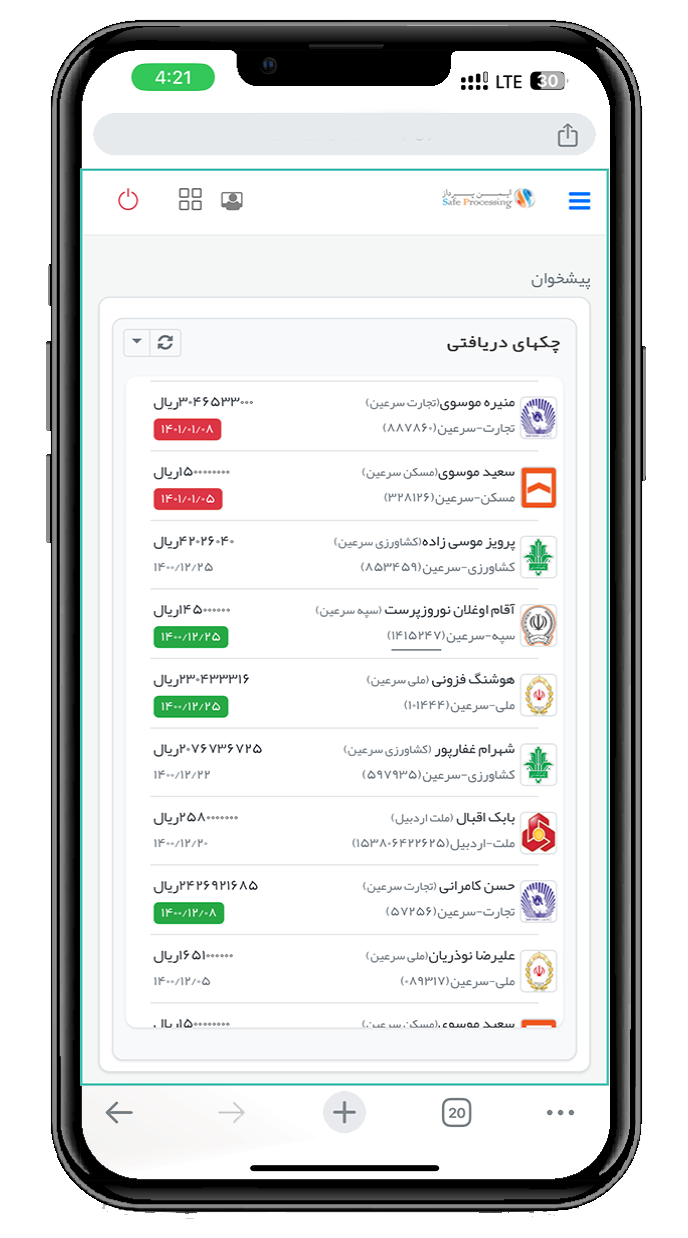 4:21
LTE 30
ایمن پرداز
Safe Processing
پیشخوان
چکهای دریافتی
منیره موسوی(تجارت سرعین) ۳۰۴۶۵۳۳۰۰۰ریال
تجارت-سرعین(۸۸۷۸۶۰) ۱۴۰۱/۰۱/۰۸
سعید موسوی(مسکن سرعین) ۱۵۰۰۰۰۰۰۰۰ریال
مسکن-سرعین(۳۲۸۱۲۶) ۱۴۰۱/۰۱/۰۵
پرویز موسی زاده(کشاورزی سرعین) ۴۲۰۲۶۰۴۰ریال
کشاورزی-سرعین(۸۵۳۴۵۹) ۱۴۰۰/۱۲/۲۵
آقام اوغلان نوروزپرست (سپه سرعین) ۱۴۵۰۰۰۰۰۰ریال
سپه-سرعین(۱۴۱۵۲۴۷) ۱۴۰۰/۱۲/۲۵
هوشنگ فزونی (ملی سرعین) ۲۳۰۴۳۳۳۱۶ریال
ملی-سرعین(۱۰۱۴۴۴) ۱۴۰۰/۱۲/۲۵
شهرام غفارپور (کشاورزی سرعین) ۲۰۷۶۷۳۶۷۲۵ریال
کشاورزی-سرعین(۵۹۷۹۳۵) ۱۴۰۰/۱۲/۲۲
بابک اقبال (ملت اردبیل) ۲۵۸۰۰۰۰۰۰۰ریال
ملت-اردبیل(۱۵۳۸۰۶۴۲۲۶۲۵) ۱۴۰۰/۱۲/۲۰
حسن کامرانی (تجارت سرعین) ۲۴۲۶۹۲۱۶۸۵ریال
تجارت-سرعین(۵۷۲۵۶) ۱۴۰۰/۱۲/۰۸
علیرضا نوذریان(ملی سرعین) ۱۶۵۱۰۰۰۰۰۰ریال
ملی-سرعین(۰۸۹۳۱۷) ۱۴۰۰/۱۲/۰۵
سعید موسوی(مسکن سرعین) ۱۵۰۰۰۰۰۰۰۰ریال
20